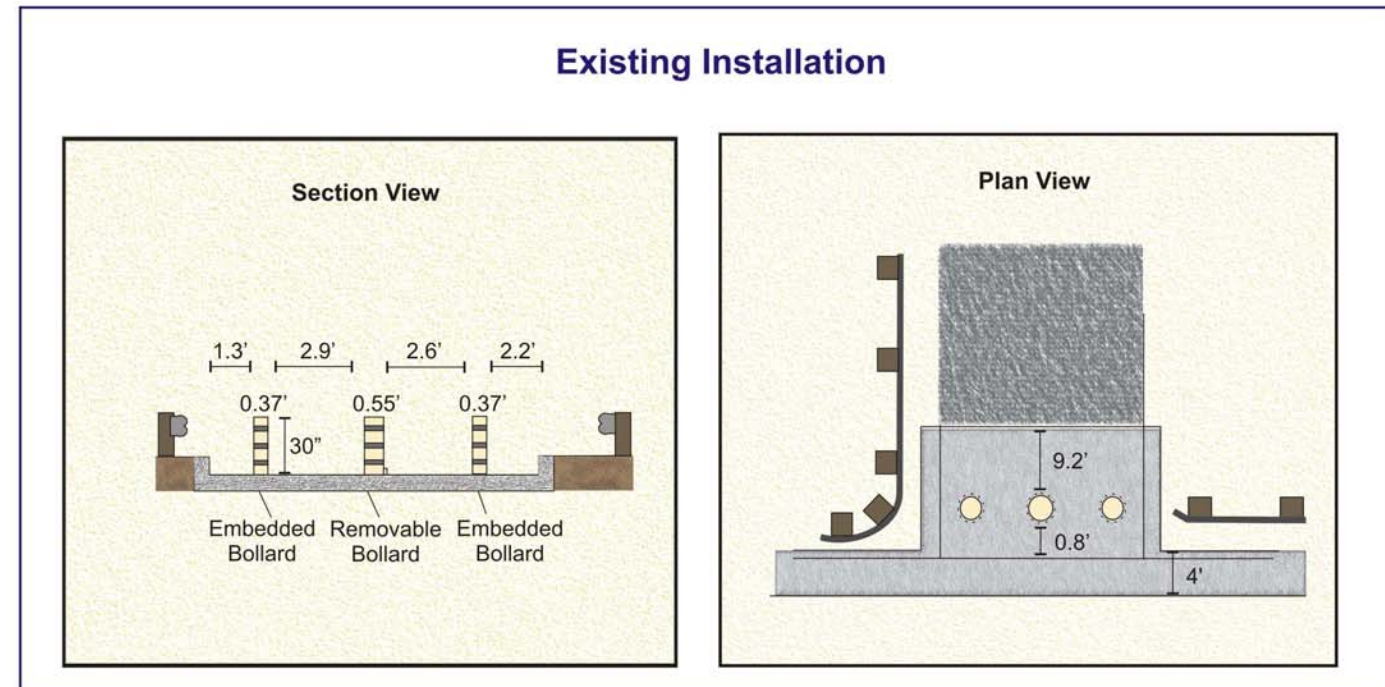 Existing Installation
Section View
1.3’ 2.9’ 2.6’ 2.2’
0.37’ 0.55’ 0.37’
30”
Embedded Removable Embedded
Bollard Bollard Bollard
Plan View
9.2’
0.8’
4’